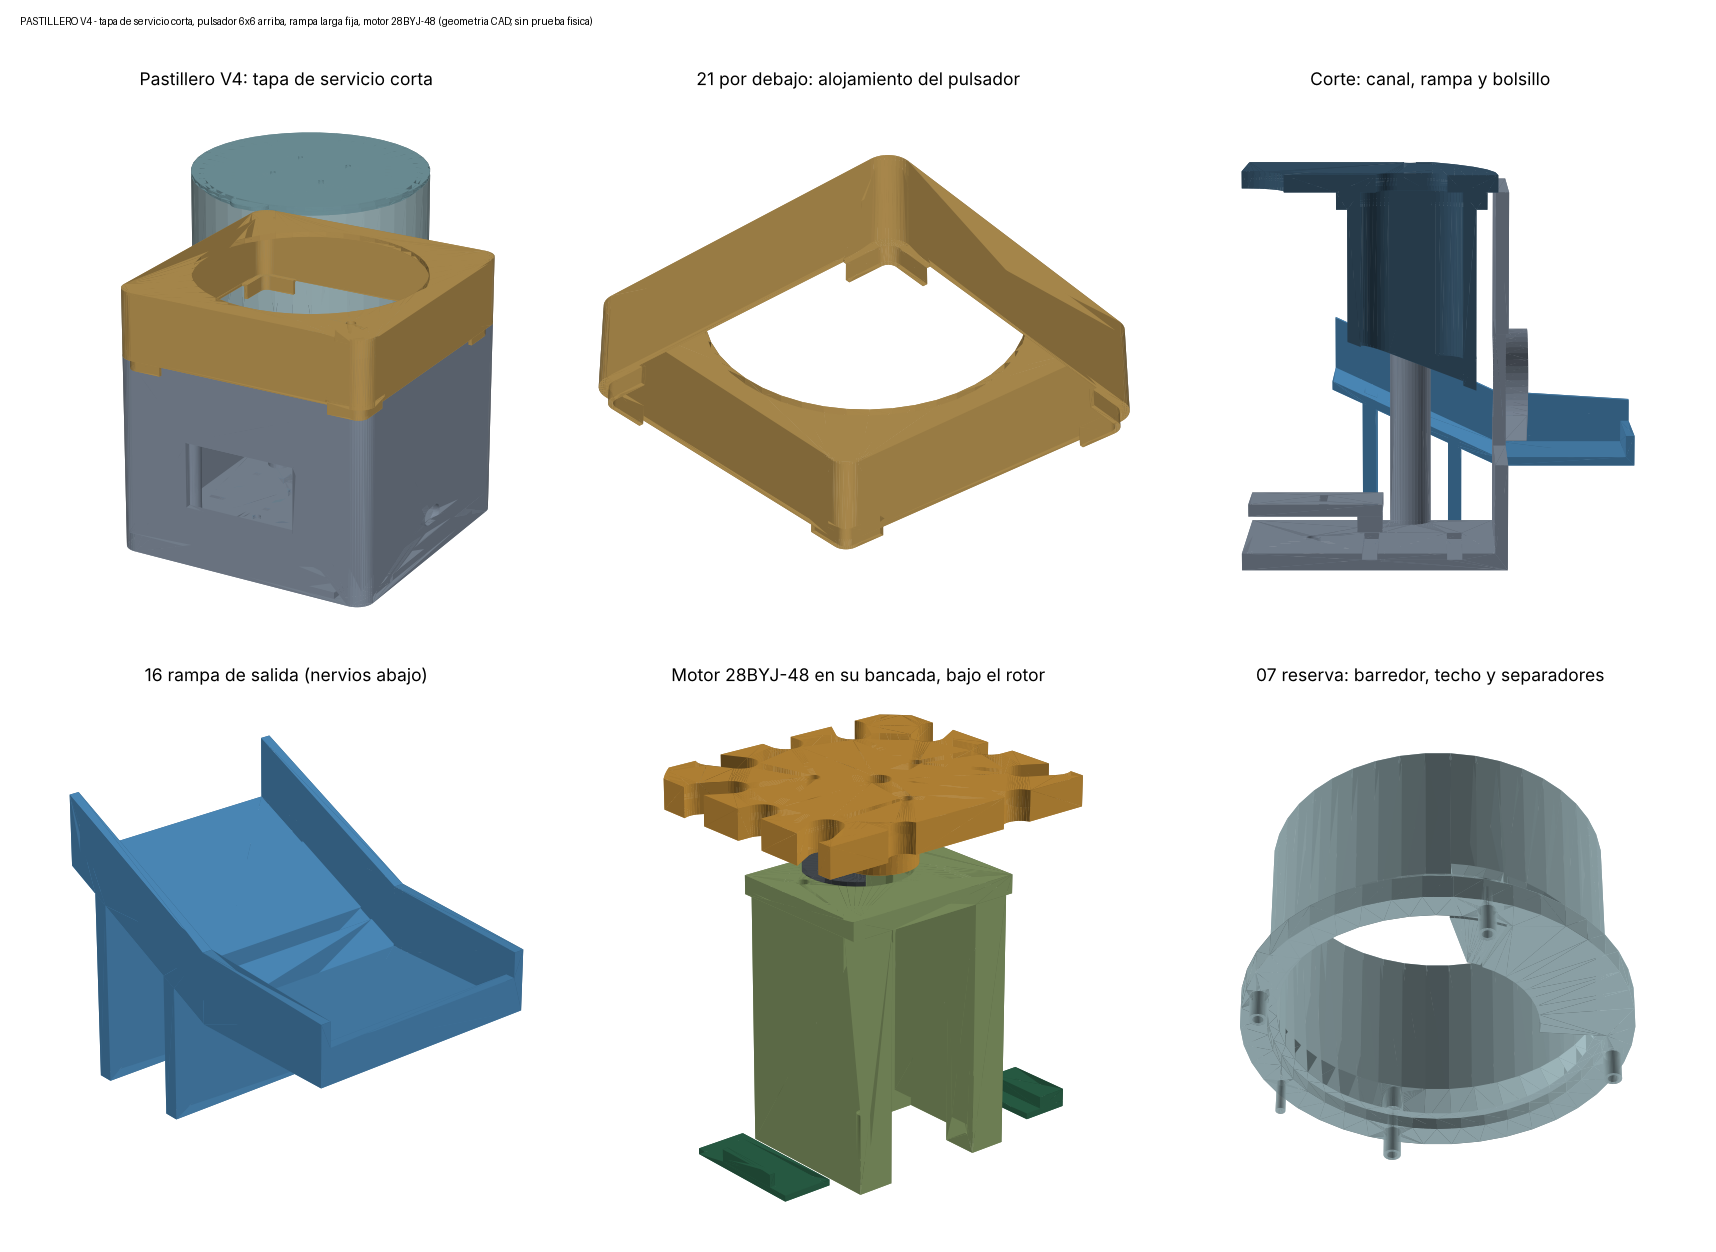 PASTILLERO V4 - tapa de servicio corta, pulsador 6x6 arriba, rampa larga fija, motor 28BYJ-48 (geometria CAD; sin prueba fisica)
Pastillero V4: tapa de servicio corta
21 por debajo: alojamiento del pulsador
Corte: canal, rampa y bolsillo
16 rampa de salida (nervios abajo)
Motor 28BYJ-48 en su bancada, bajo el rotor
07 reserva: barredor, techo y separadores